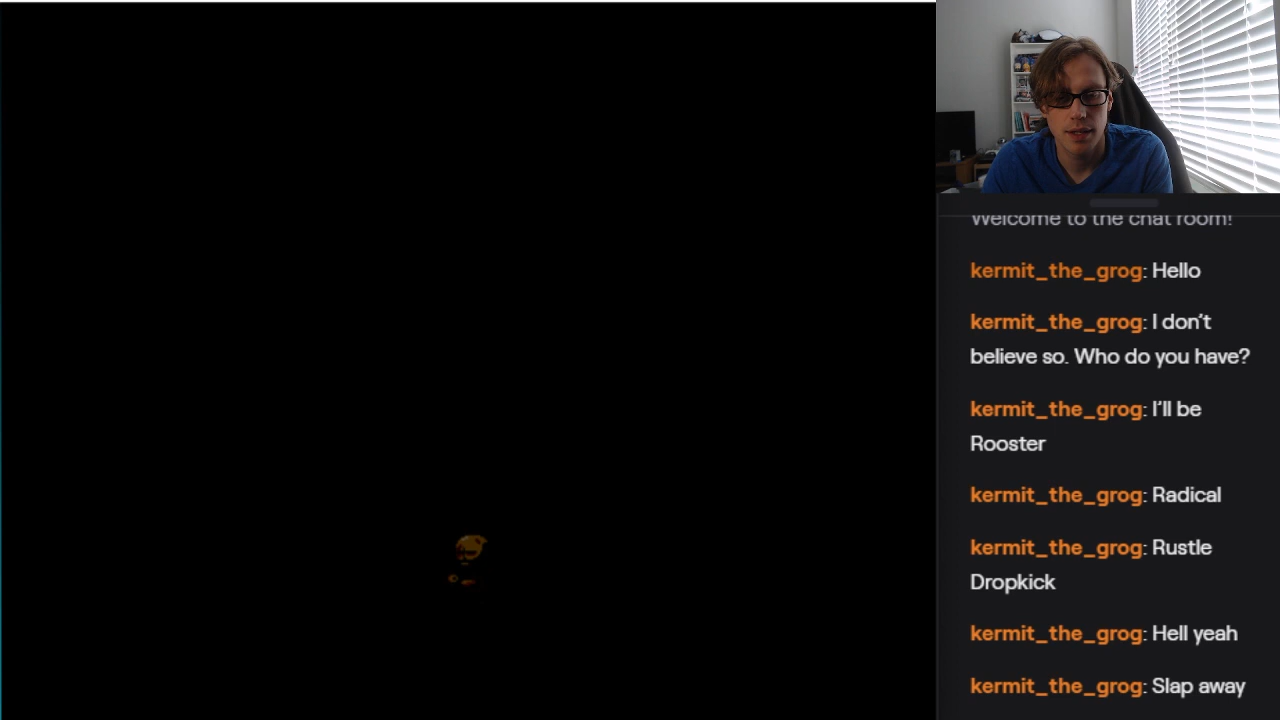 Welcome to the chat room!
kermit_the_grog: Hello
kermit_the_grog: I don't
believe so. Who do you have?
kermit_the_grog: I'll be
Rooster
kermit_the_grog: Radical
kermit_the_grog: Rustle
Dropkick
kermit_the_grog: Hell yeah
kermit_the_grog: Slap away